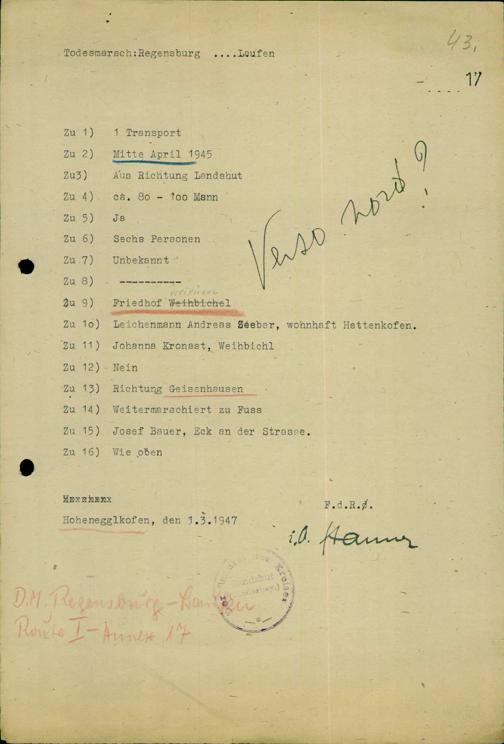 43.
Todesmarsch:Regensburg ....Laufen
- .... 17
Zu 1) 1 Transport
Zu 2) Mitte April 1945
Zu3) Aus Richtung Landshut
Zu 4) ca. 80 - 100 Mann
Zu 5) Ja
Zu 6) Sechs Personen
Zu 7) Unbekannt
Zu 8) ----------
Zu 9) Friedhof Weihbichel
Zu 10) Leichenmann Andreas Seeber, wohnhaft Hettenkofen.
Zu 11) Johanna Kronast, Weihbichl
Zu 12) Nein
Zu 13) Richtung Geisenhausen
Zu 14) Weitermarschiert zu Fuss
Zu 15) Josef Bauer, Eck an der Strasse.
Zu 16) Wie oben
Verso nord?
Hohenegglkofen, den 1.3.1947
F.d.R.
i.A.
Landshut
D.M. Regensburg-
Route I - Annex 17